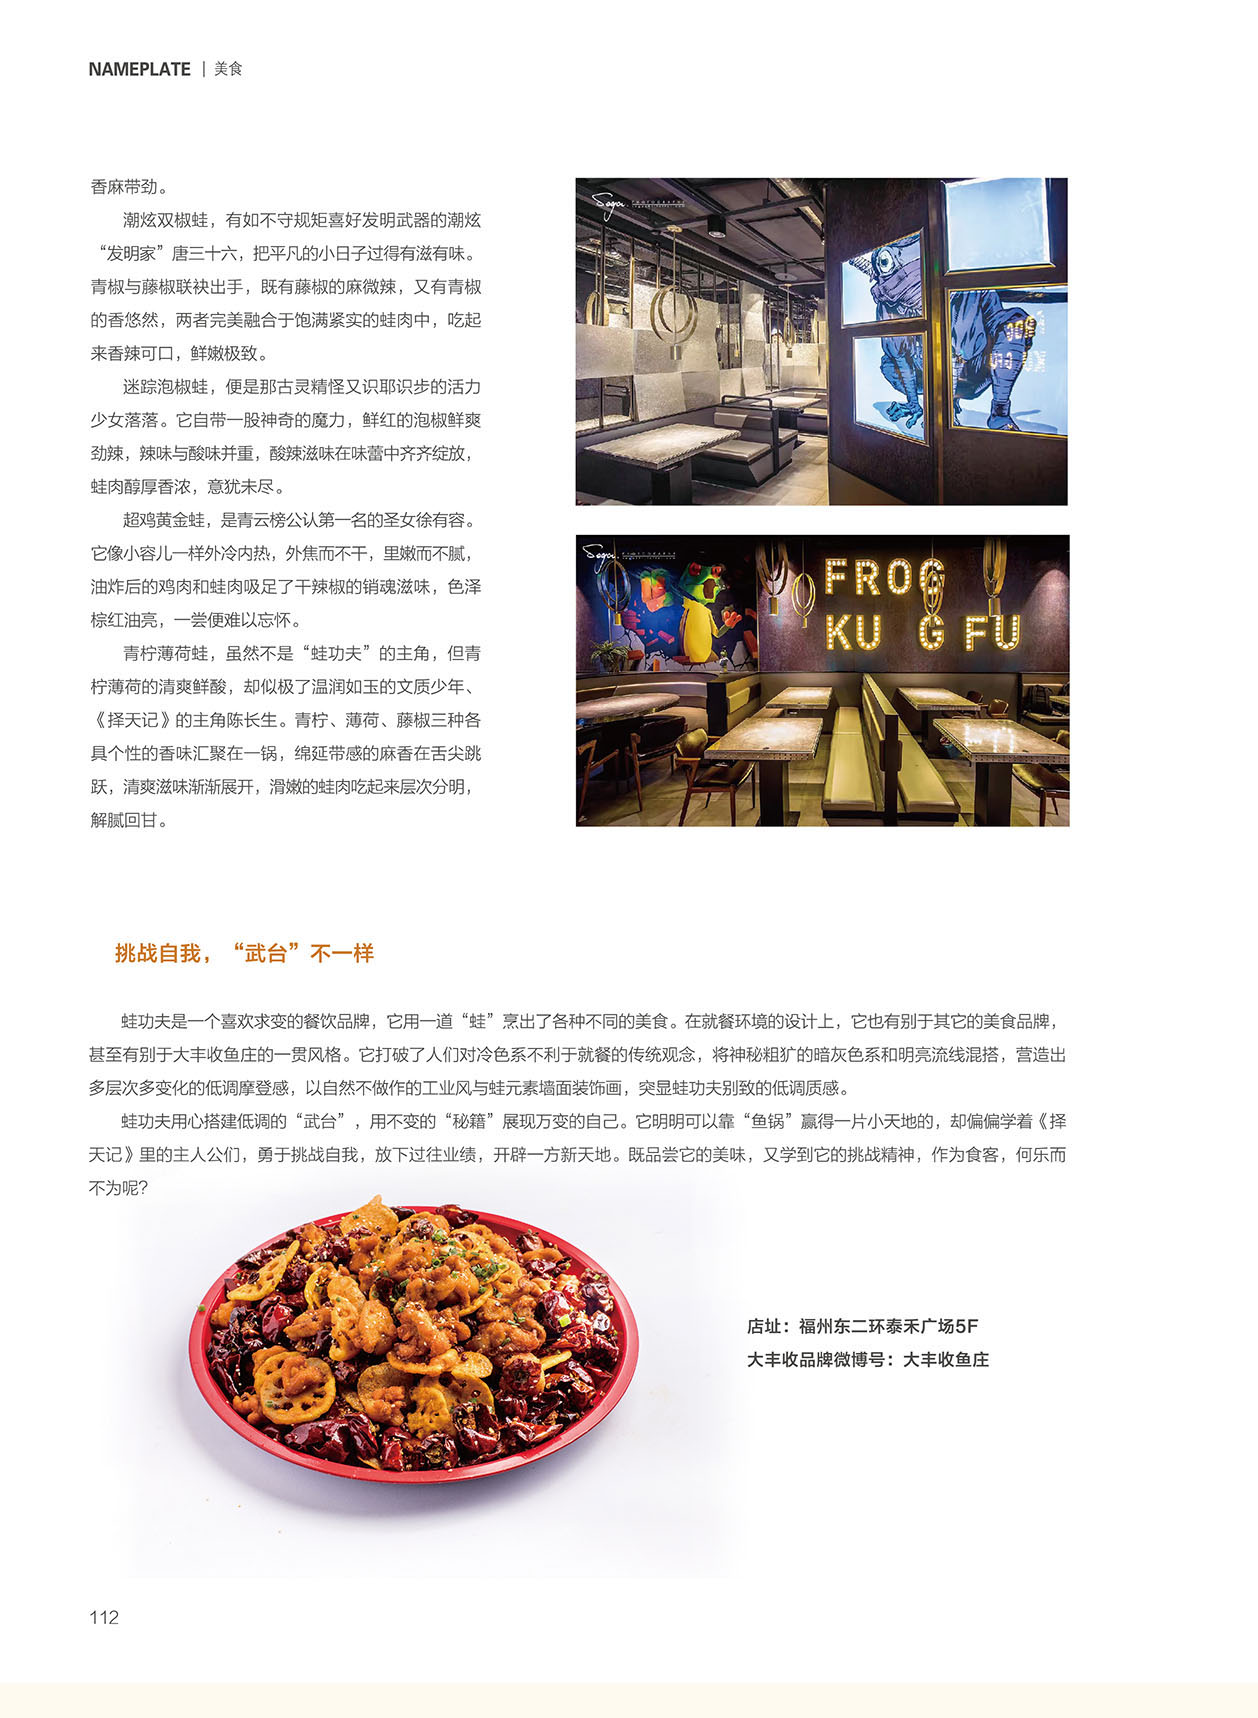 NAMEPLATE | 美食
香麻带劲。
潮炫双椒蛙，有如不守规矩喜好发明武器的潮炫
“发明家”唐三十六，把平凡的小日子过得有滋有味。
青椒与藤椒联袂出手，既有藤椒的麻微辣，又有青椒
的香悠然，两者完美融合于饱满紧实的蛙肉中，吃起
来香辣可口，鲜嫩极致。
迷踪泡椒蛙，便是那古灵精怪又识耶识步的活力
少女落落。它自带一股神奇的魔力，鲜红的泡椒鲜爽
劲辣，辣味与酸味并重，酸辣滋味在味蕾中齐齐绽放，
蛙肉醇厚香浓，意犹未尽。
超鸡黄金蛙，是青云榜公认第一名的圣女徐有容。
它像小容儿一样外冷内热，外焦而不干，里嫩而不腻，
油炸后的鸡肉和蛙肉吸足了干辣椒的销魂滋味，色泽
棕红油亮，一尝便难以忘怀。
青柠薄荷蛙，虽然不是“蛙功夫”的主角，但青
柠薄荷的清爽鲜酸，却似极了温润如玉的文质少年、
《择天记》的主角陈长生。青柠、薄荷、藤椒三种各
具个性的香味汇聚在一锅，绵延带感的麻香在舌尖跳
跃，清爽滋味渐渐展开，滑嫩的蛙肉吃起来层次分明，
解腻回甘。
FROG
KU G FU
挑战自我，“武台”不一样
蛙功夫是一个喜欢求变的餐饮品牌，它用一道“蛙”烹出了各种不同的美食。在就餐环境的设计上，它也有别于其它的美食品牌，
甚至有别于大丰收鱼庄的一贯风格。它打破了人们对冷色系不利于就餐的传统观念，将神秘粗犷的暗灰色系和明亮流线混搭，营造出
多层次多变化的低调摩登感，以自然不做作的工业风与蛙元素墙面装饰画，突显蛙功夫别致的低调质感。
蛙功夫用心搭建低调的“武台”，用不变的“秘籍”展现万变的自己。它明明可以靠“鱼锅”赢得一片小天地的，却偏偏学着《择
天记》里的主人公们，勇于挑战自我，放下过往业绩，开辟一方新天地。既品尝它的美味，又学到它的挑战精神，作为食客，何乐而
不为呢？
店址：福州东二环泰禾广场5F
大丰收品牌微博号：大丰收鱼庄
112